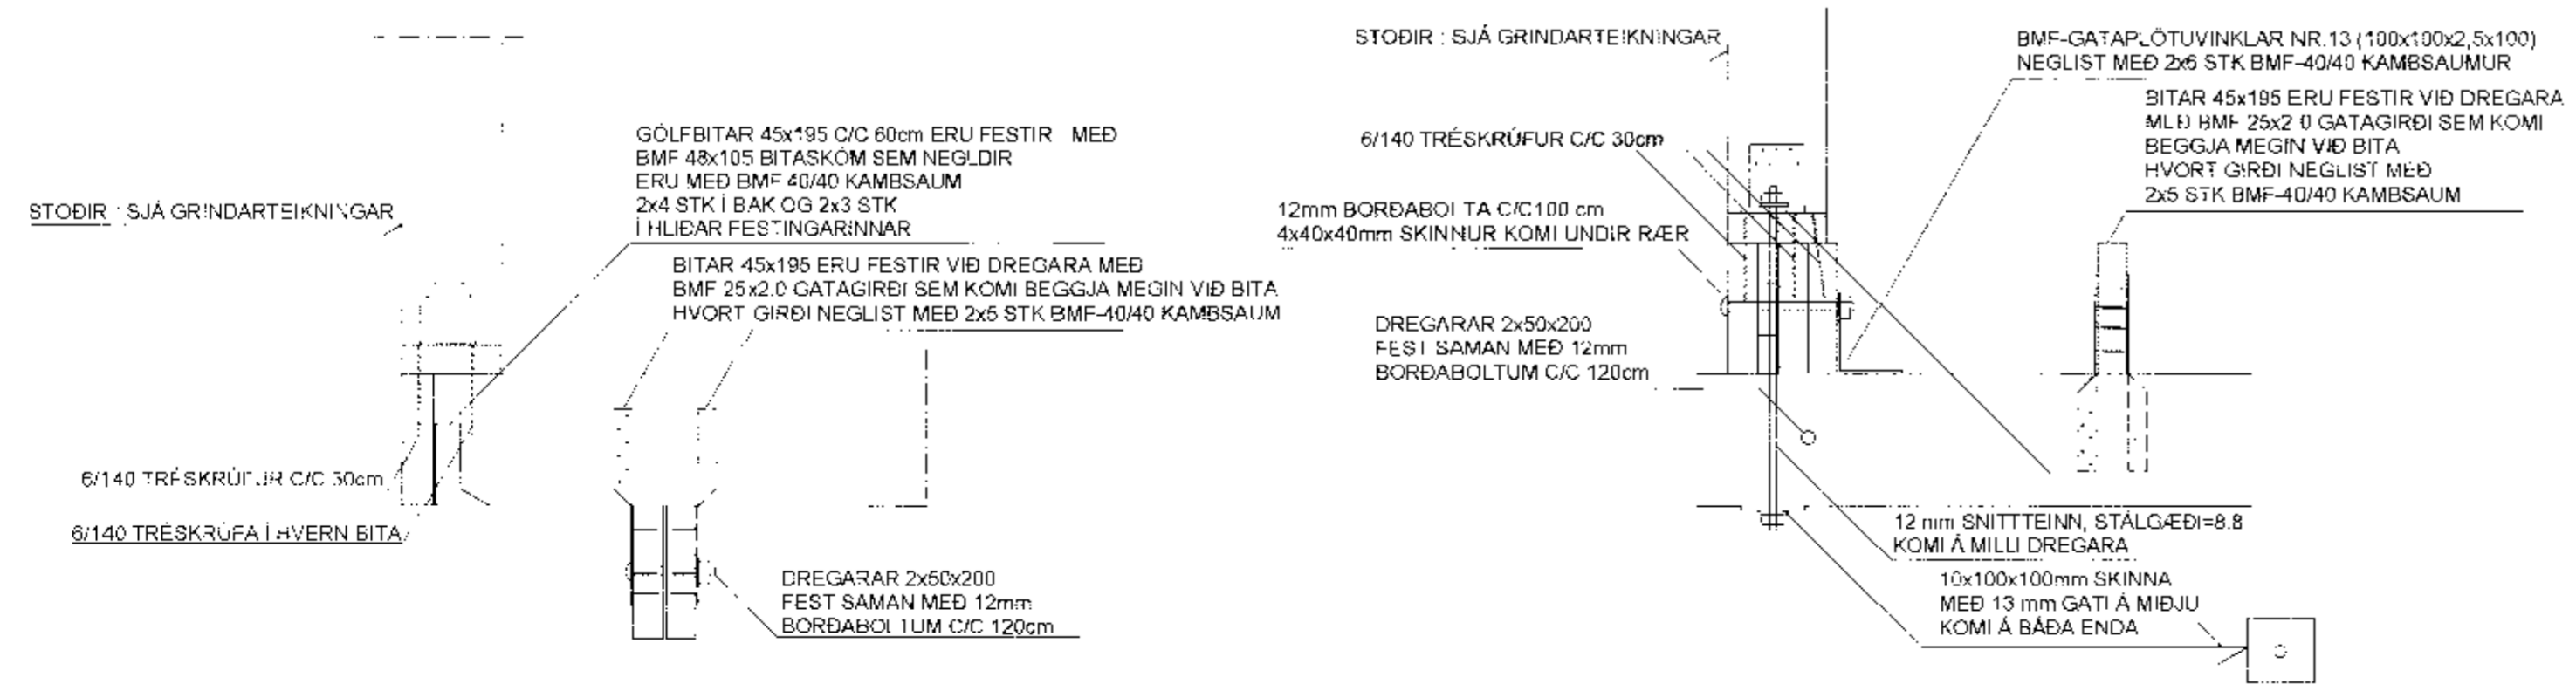 STOÐIR : SJÁ GRINDARTEIKNINGAR
GÓLFBITAR 45x195 C/C 60cm ERU FESTIR MEÐ
BMF 48x105 BITASKÓM SEM NEGLDIR
ERU MEÐ BMF 40/40 KAMBSAUM
2x4 STK Í BAK OG 2x3 STK
Í HLIÐAR FESTINGARINNAR
BITAR 45x195 ERU FESTIR VIÐ DREGARA MEÐ
BMF 25x2.0 GATAGIRÐI SEM KOMI BEGGJA MEGIN VIÐ BITA
HVORT GIRÐI NEGLIST MEÐ 2x5 STK BMF-40/40 KAMBSAUM
6/140 TRÉSKRÚFUR C/C
6/140 TRÉSKRÚFA Í HVERN BITA
DREGARAR 2x50x200
FEST SAMAN MEÐ 12mm
BORÐABOLTUM C/C 120cm
STOÐIR : SJÁ GRINDARTEIKNINGAR
6/140 TRÉSKRÚFUR C/C 30cm
12mm BORÐABOLTA C/C100 cm
4x40x40mm SKINNUR KOMI UNDIR RÆR
DREGARAR 2x50x200
FEST SAMAN MEÐ 12mm
BORÐABOLTUM C/C 120cm
BMF-GATAPLÖTUVINKLAR NR.13 (100x100x2,5x100)
NEGLIST MEÐ 2x6 STK BMF-40/40 KAMBSAUMUR
BITAR 45x195 ERU FESTIR VIÐ DREGARA
MEÐ BMF 25x2.0 GATAGIRÐI SEM KOMI
BEGGJA MEGIN VIÐ BITA
HVORT GIRÐI NEGLIST MEÐ
2x5 STK BMF-40/40 KAMBSAUM
12 mm SNITTTEINN, STÁLGÆÐI=8.8
KOMI Á MILLI DREGARA
10x100x100mm SKINNA
MEÐ 13 mm GATI Á MIÐJU
KOMI Á BÁÐA ENDA